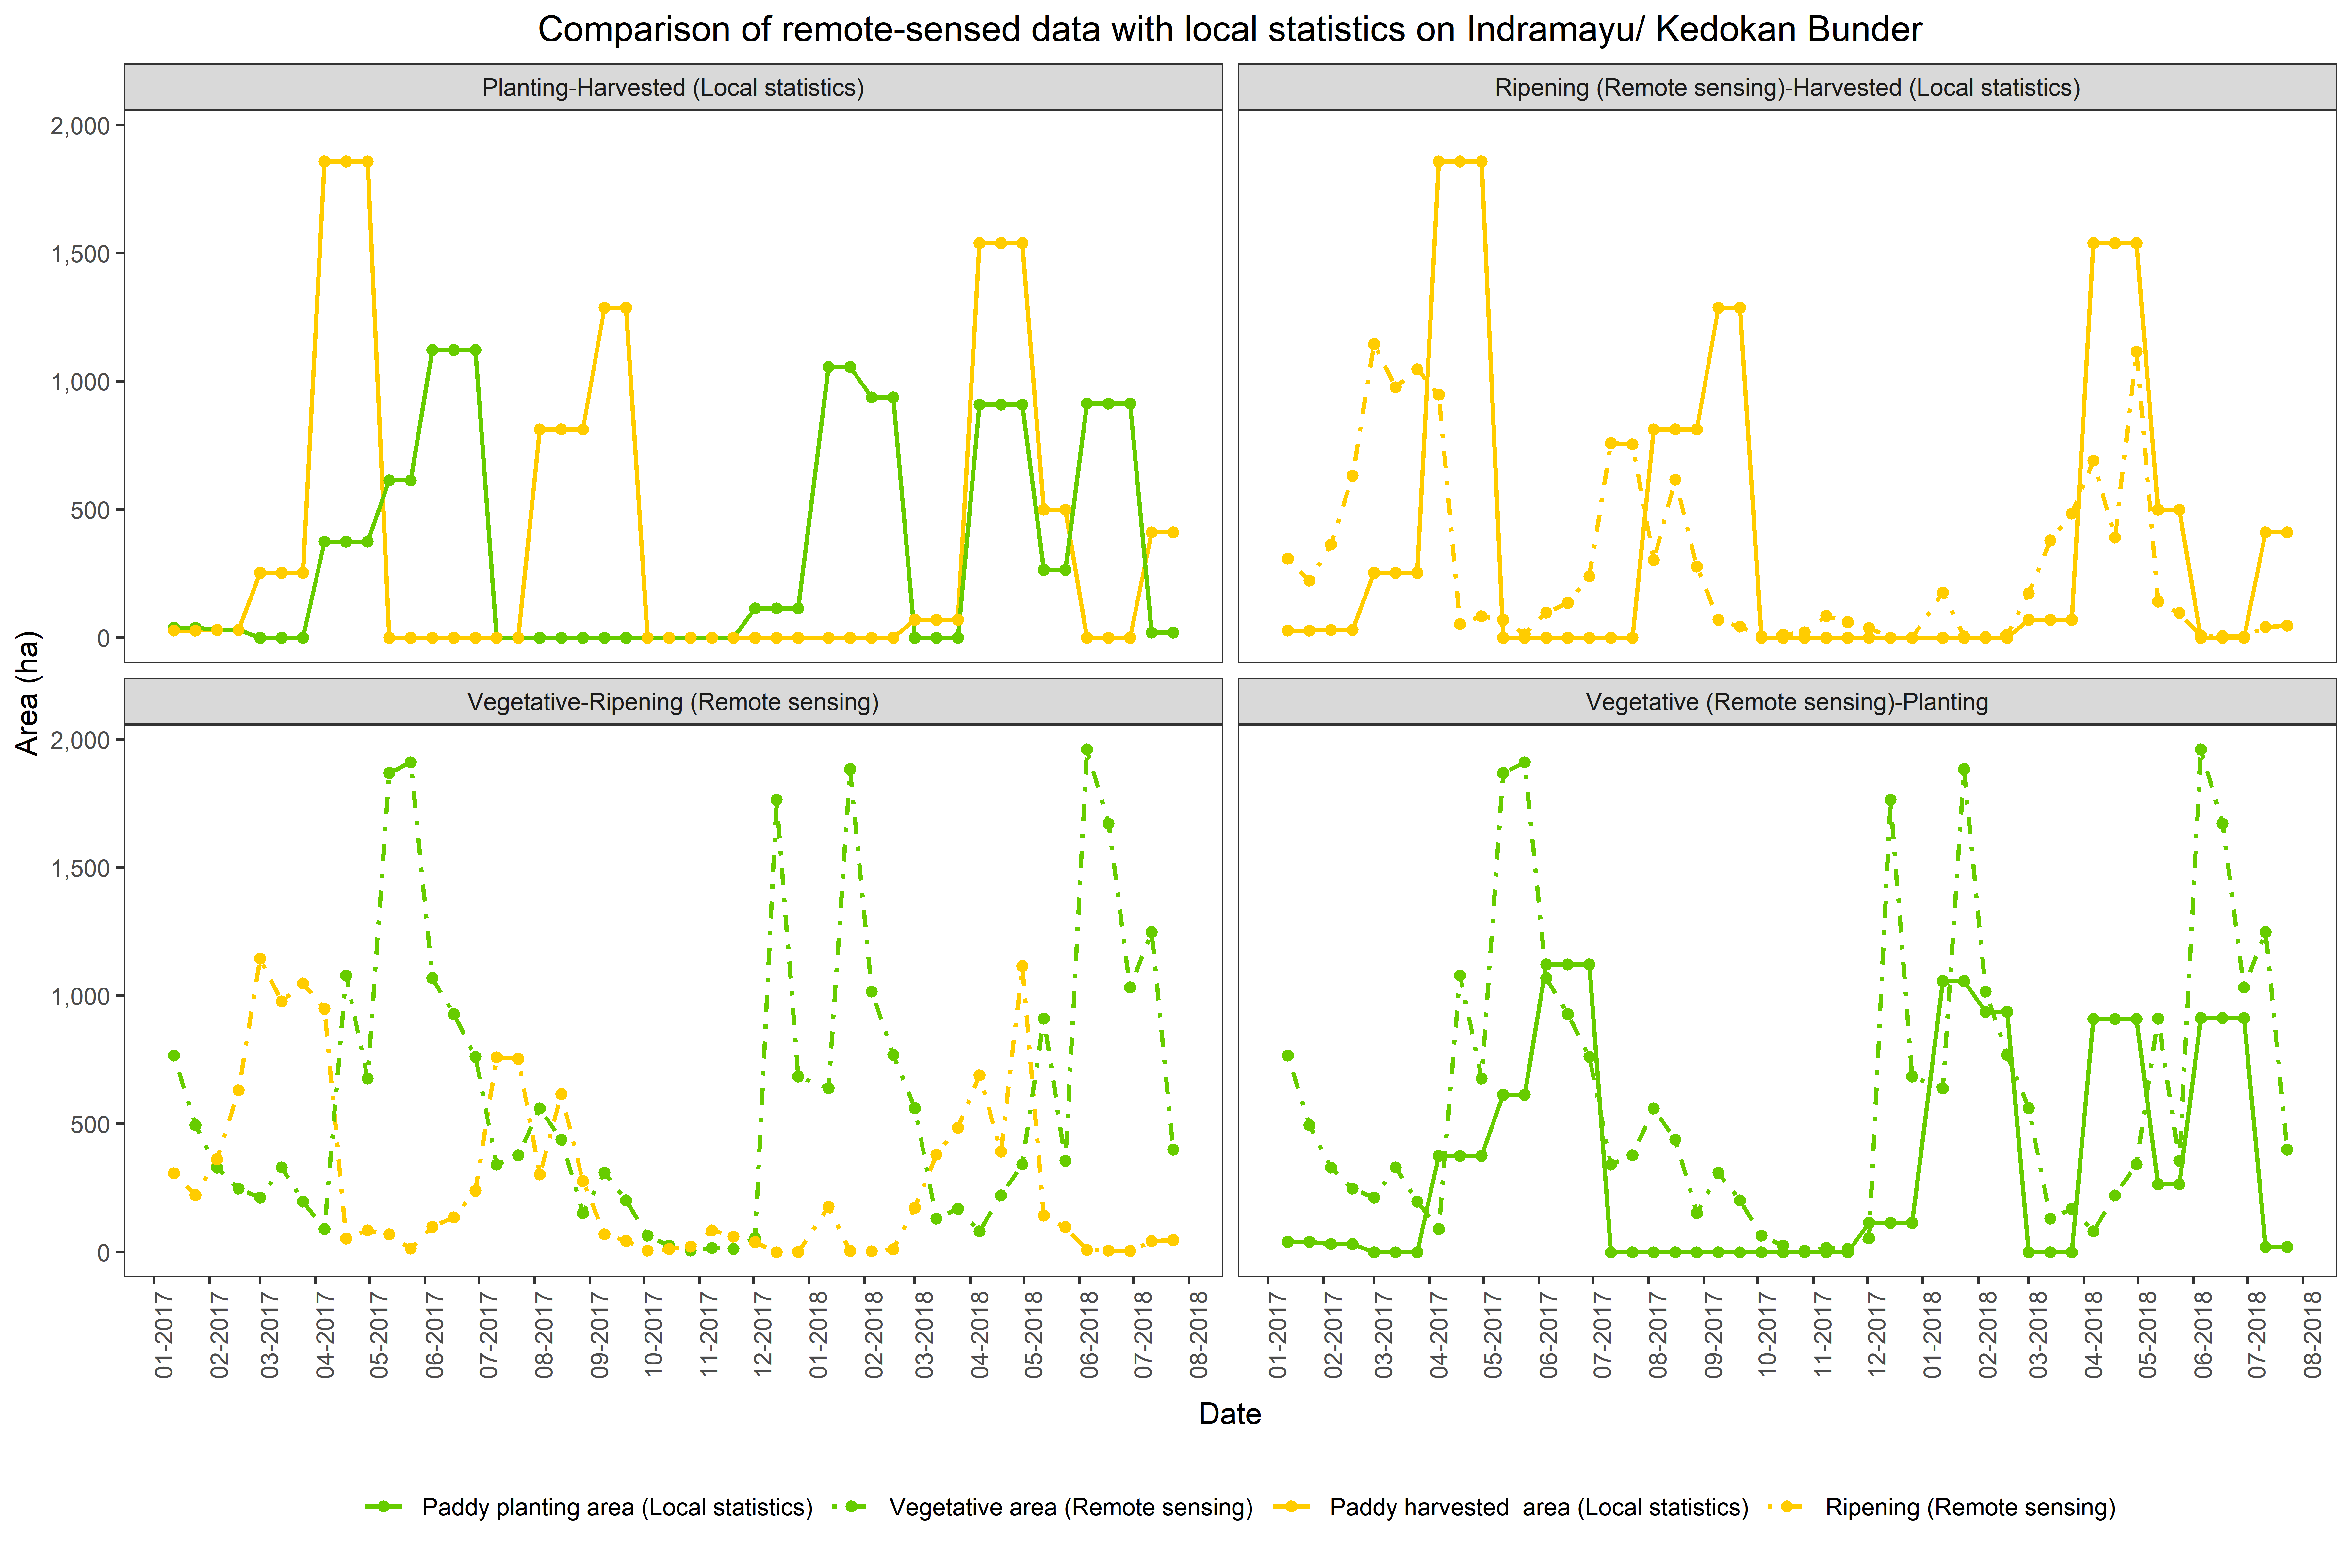 Comparison of remote-sensed data with local statistics on Indramayu/ Kedokan Bunder
Planting-Harvested (Local statistics)
Ripening (Remote sensing)-Harvested (Local statistics)
2,000
1,500
1,000
500
0
Vegetative-Ripening (Remote sensing)
Vegetative (Remote sensing)-Planting
2,000
1,500
1,000
500
0
Area (ha)
01-2017 02-2017 03-2017 04-2017 05-2017 06-2017 07-2017 08-2017 09-2017 10-2017 11-2017 12-2017 01-2018 02-2018 03-2018 04-2018 05-2018 06-2018 07-2018 08-2018
01-2017 02-2017 03-2017 04-2017 05-2017 06-2017 07-2017 08-2017 09-2017 10-2017 11-2017 12-2017 01-2018 02-2018 03-2018 04-2018 05-2018 06-2018 07-2018 08-2018
Date
Paddy planting area (Local statistics) Vegetative area (Remote sensing) Paddy harvested  area (Local statistics) Ripening (Remote sensing)